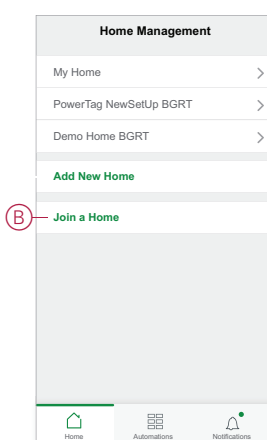 Home Management
My Home
PowerTag NewSetUp BGRT
Demo Home BGRT
Add New Home
B
Join a Home
Home
Automations
Notifications